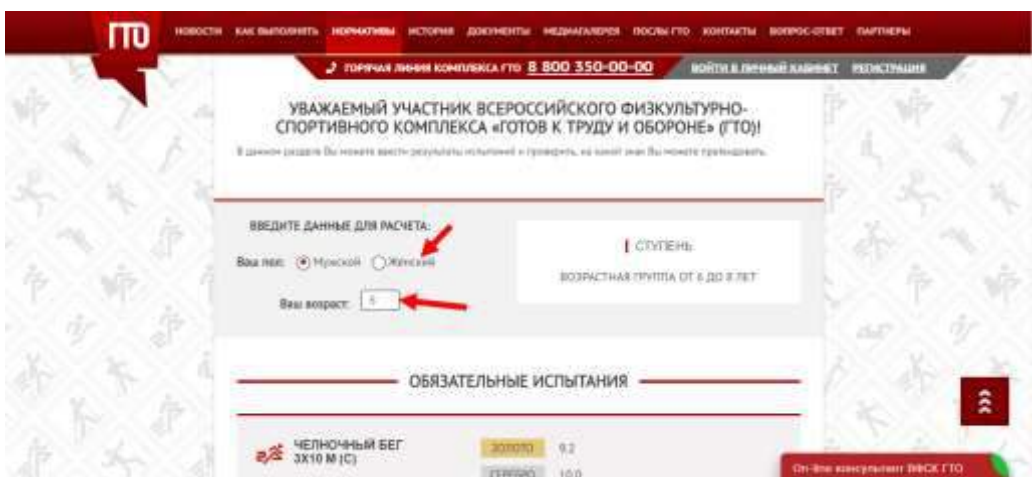 ГТО
НОВОСТИ КАК ВЫПОЛНИТЬ НОРМАТИВЫ ИСТОРИЯ ДОКУМЕНТЫ МЕДИАГАЛЕРЕЯ ПОСЛЫ ГТО КОНТАКТЫ ВОПРОС-ОТВЕТ ПАРТНЕРЫ
ГОРЯЧАЯ ЛИНИЯ КОМПЛЕКСА ГТО 8 800 350-00-00 ВОЙТИ В ЛИЧНЫЙ КАБИНЕТ РЕГИСТРАЦИЯ
УВАЖАЕМЫЙ УЧАСТНИК ВСЕРОССИЙСКОГО ФИЗКУЛЬТУРНО-
СПОРТИВНОГО КОМПЛЕКСА «ГОТОВ К ТРУДУ И ОБОРОНЕ» (ГТО)!
В данном разделе Вы можете ввести результаты испытаний и проверить, на какой знак Вы можете претендовать.
ВВЕДИТЕ ДАННЫЕ ДЛЯ РАСЧЕТА:
Ваш пол: Мужской Женский
Ваш возраст: 6
I СТУПЕНЬ
ВОЗРАСТНАЯ ГРУППА ОТ 6 ДО 8 ЛЕТ
ОБЯЗАТЕЛЬНЫЕ ИСПЫТАНИЯ
ЧЕЛНОЧНЫЙ БЕГ
3Х10 М (С)
ЗОЛОТО 9.2
СЕРЕБРО 10.0
On-line консультант ВФСК ГТО